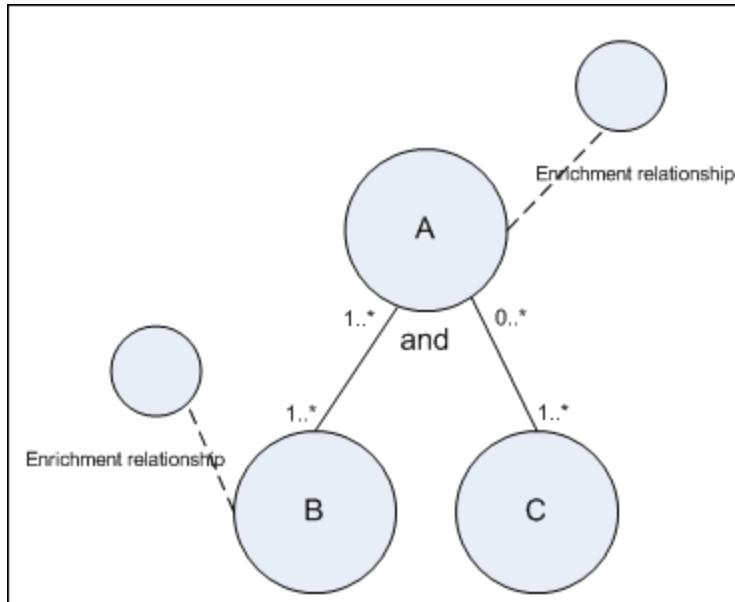 Enrichment relationship
A
1..*
0..*
and
1..*
1..*
Enrichment relationship
B
C